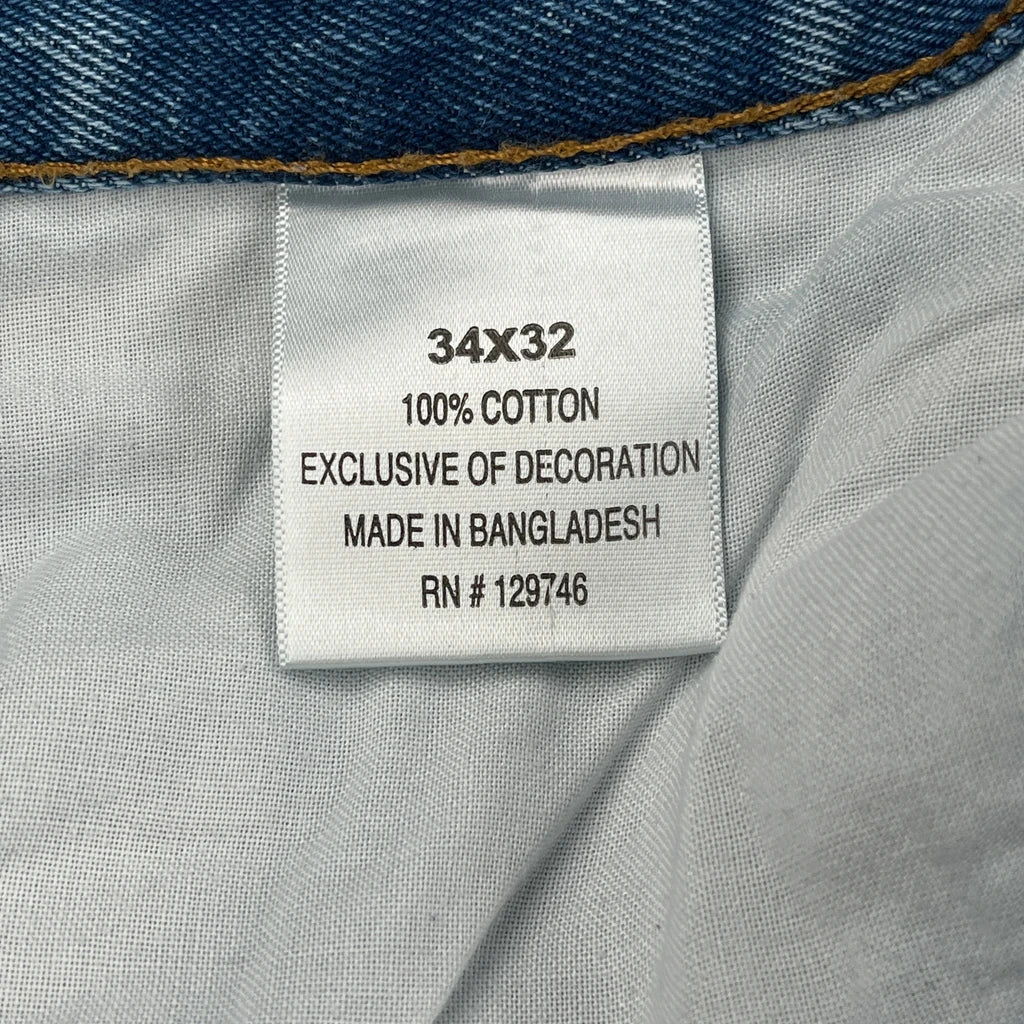 34X32
100% COTTON
EXCLUSIVE OF DECORATION
MADE IN BANGLADESH
RN # 129746